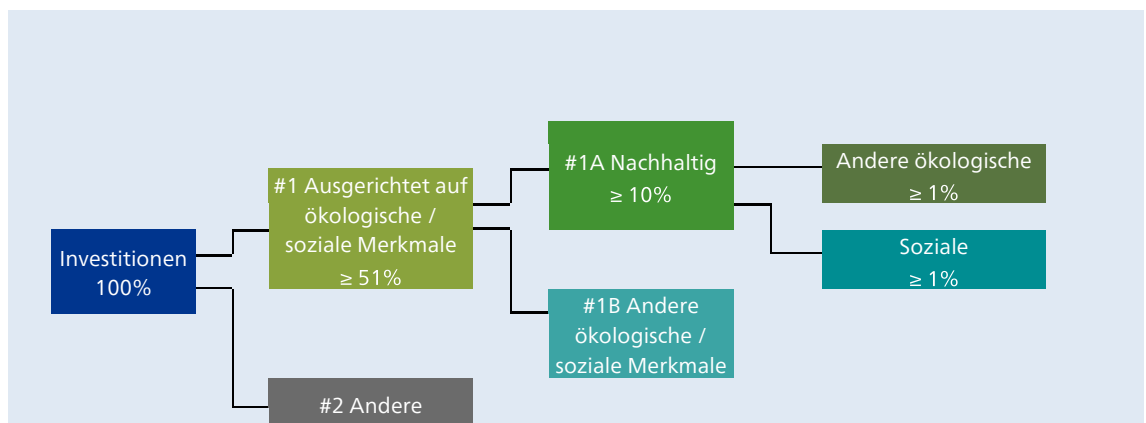 Investitionen
100%
#1 Ausgerichtet auf
ökologische /
soziale Merkmale
≥ 51%
#2 Andere
#1A Nachhaltig
≥ 10%
#1B Andere
ökologische /
soziale Merkmale
Andere ökologische
≥ 1%
Soziale
≥ 1%